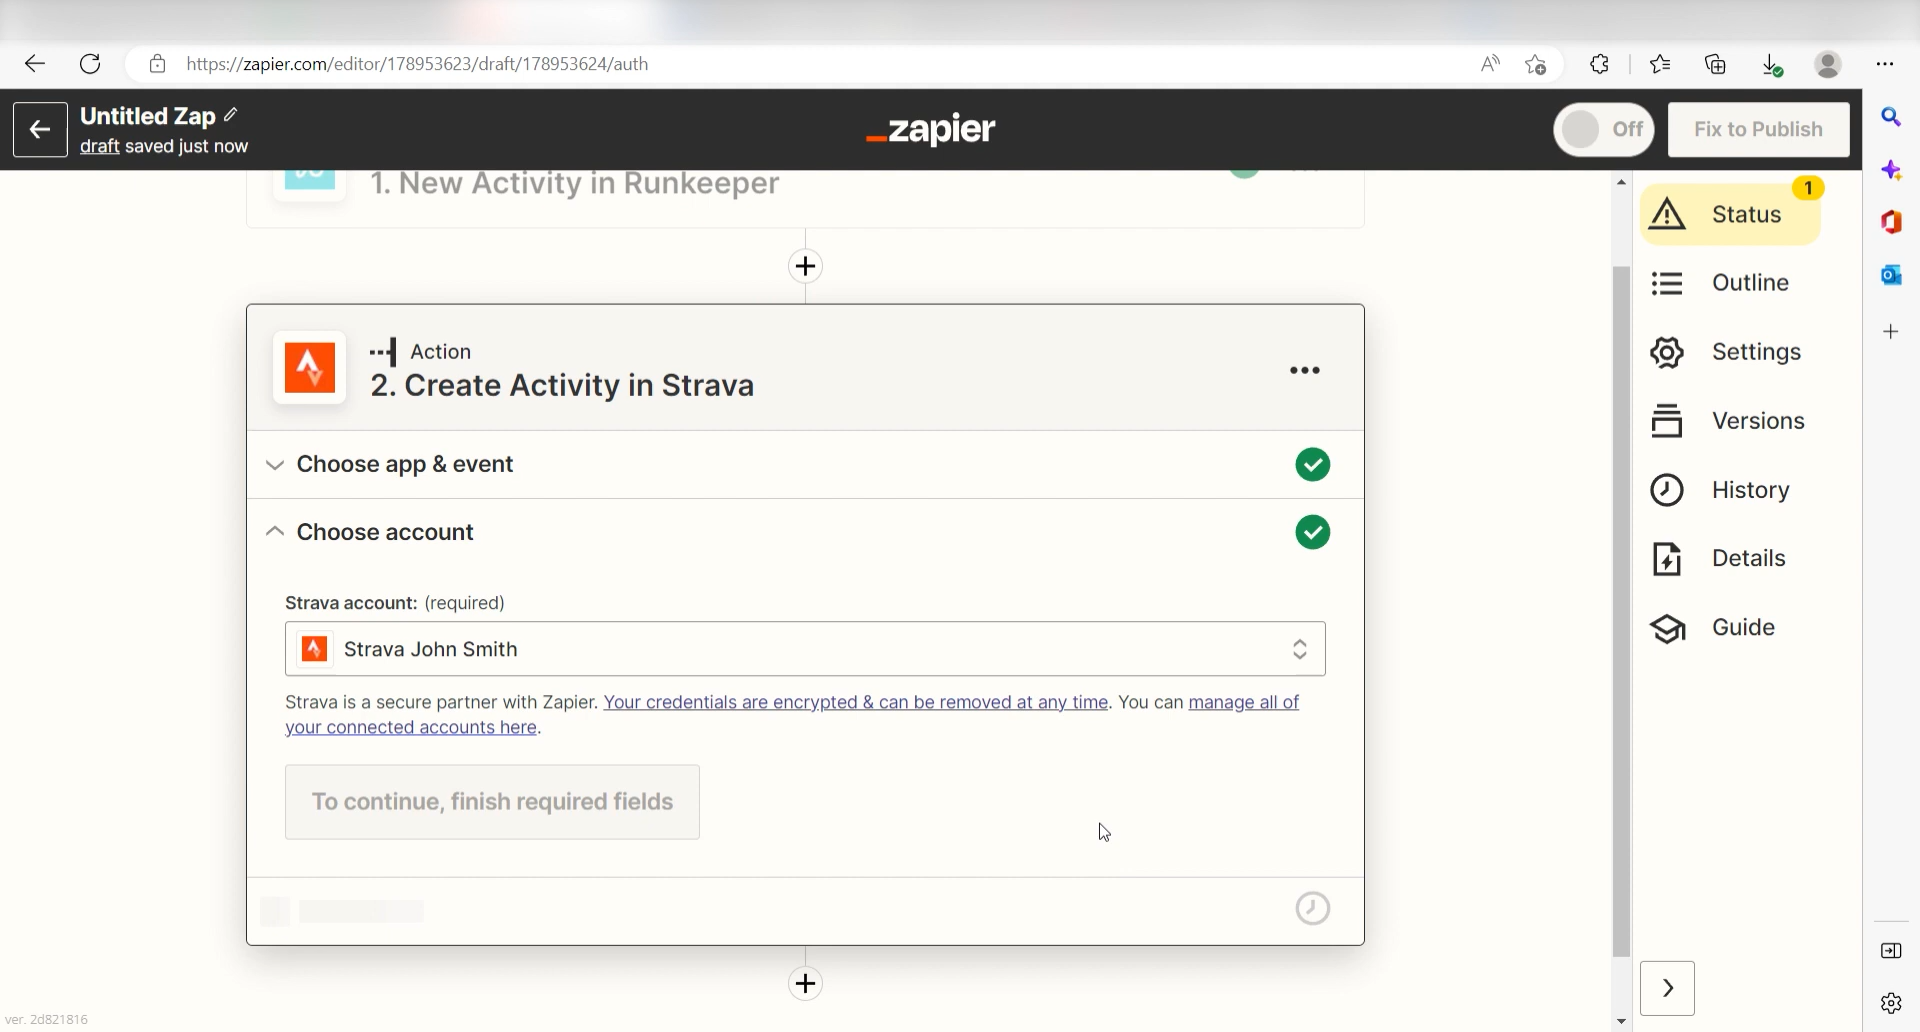 https://zapier.com/editor/178953623/draft/178953624/auth
Untitled Zap
draft saved just now
_zapier
Off
Fix to Publish
1. New Activity in Runkeeper
1
Status
Outline
Settings
Versions
History
Details
Guide
Action
2. Create Activity in Strava
Choose app & event
Choose account
Strava account: (required)
Strava John Smith
Strava is a secure partner with Zapier. Your credentials are encrypted & can be removed at any time. You can manage all of
your connected accounts here.
To continue, finish required fields
ver. 2d821816